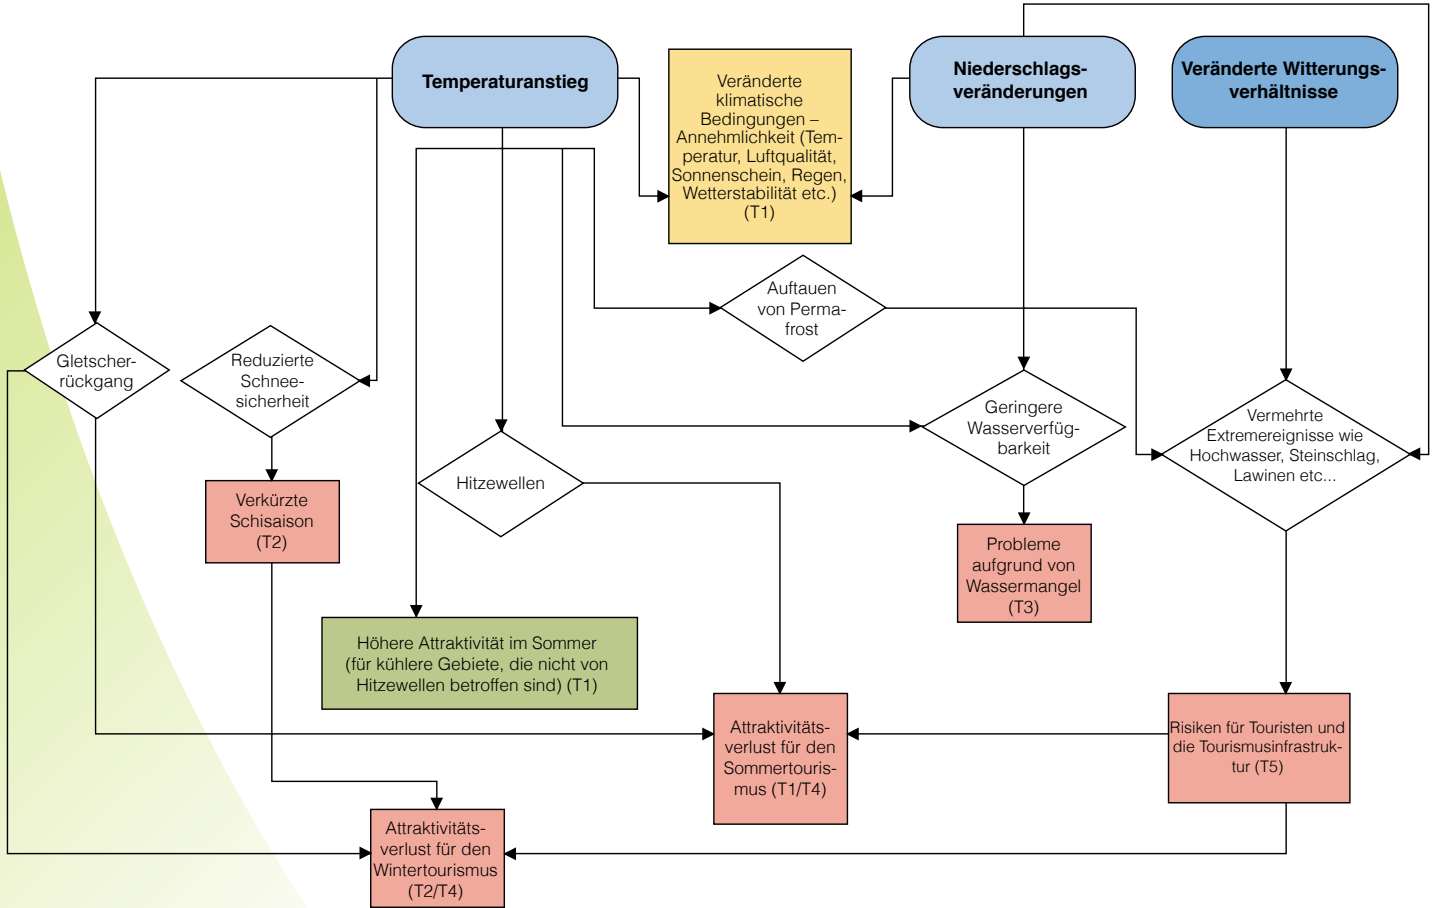 Temperaturanstieg
Veränderte
klimatische
Bedingungen –
Annehmlichkeit (Tem-
peratur, Luftqualität,
Sonnenschein, Regen,
Wetterstabilität etc.)
(T1)
Niederschlags-
veränderungen
Veränderte Witterungs-
verhältnisse
Auftauen
von Perma-
frost
Gletscher-
rückgang
Reduzierte
Schnee-
sicherheit
Geringere
Wasserverfüg-
barkeit
Vermehrte
Extremereignisse wie
Hochwasser, Steinschlag,
Lawinen etc...
Hitzewellen
Verkürzte
Schisaison
(T2)
Probleme
aufgrund von
Wassermangel
(T3)
Höhere Attraktivität im Sommer
(für kühlere Gebiete, die nicht von
Hitzewellen betroffen sind) (T1)
Attraktivitäts-
verlust für den
Sommertouris-
mus (T1/T4)
Risiken für Touristen und
die Tourismusinfrastruk-
tur (T5)
Attraktivitäts-
verlust für den
Wintertourismus
(T2/T4)